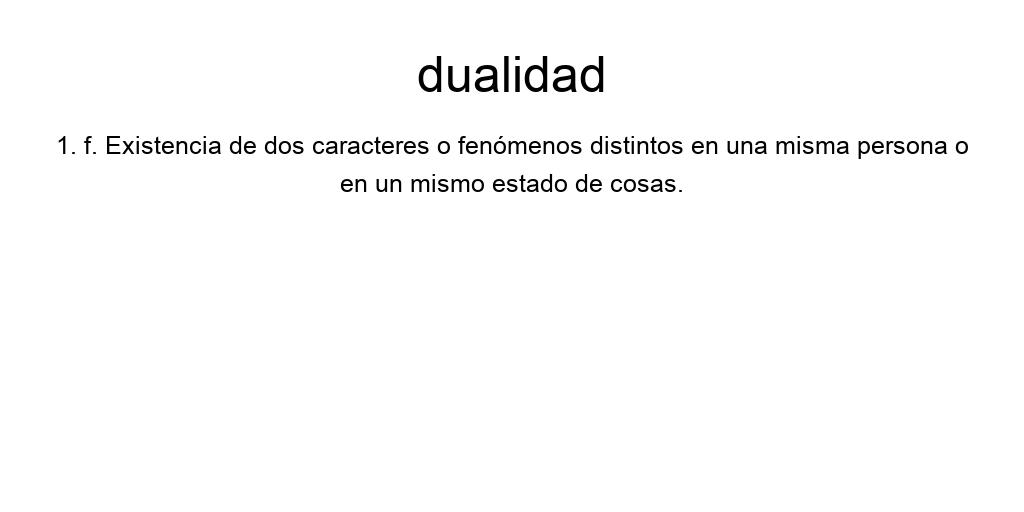 dualidad
1. f. Existencia de dos caracteres o fenómenos distintos en una misma persona o
en un mismo estado de cosas.